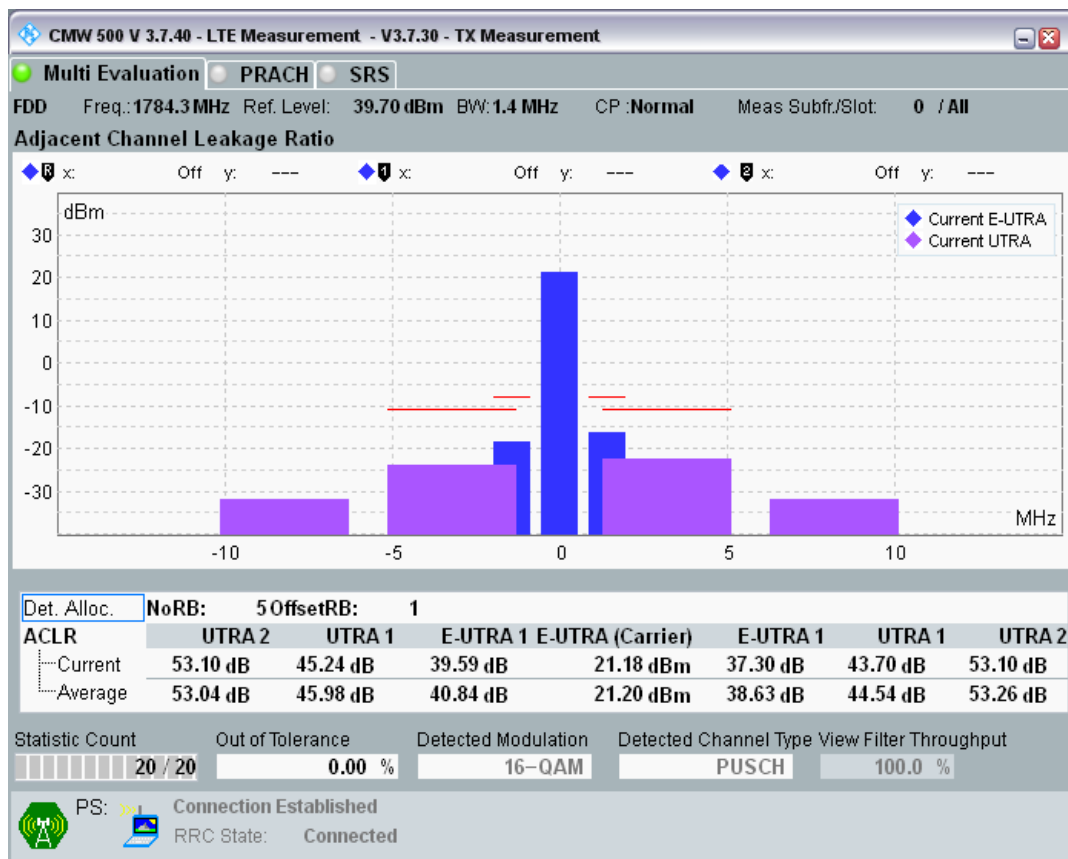 CMW 500 V 3.7.40 - LTE Measurement - V3.7.30 - TX Measurement
Multi Evaluation PRACH SRS
FDD Freq.: 1784.3 MHz Ref. Level: 39.70 dBm BW: 1.4 MHz CP : Normal Meas Subfr./Slot: 0 / All
Adjacent Channel Leakage Ratio
R x: Off y: --- 1 x: Off y: --- 2 x: Off y: ---
dBm
Current E-UTRA
Current UTRA
30
20
10
0
-10
-20
-30
MHz
-10 -5 0 5 10
Det. Alloc. NoRB: 5 OffsetRB: 1
ACLR UTRA 2 UTRA 1 E-UTRA 1 E-UTRA (Carrier) E-UTRA 1 UTRA 1 UTRA 2
Current 53.10 dB 45.24 dB 39.59 dB 21.18 dBm 37.30 dB 43.70 dB 53.10 dB
Average 53.04 dB 45.98 dB 40.84 dB 21.20 dBm 38.63 dB 44.54 dB 53.26 dB
Statistic Count Out of Tolerance Detected Modulation Detected Channel Type View Filter Throughput
20 / 20 0.00 % 16-QAM PUSCH 100.0 %
PS: Connection Established
RRC State: Connected